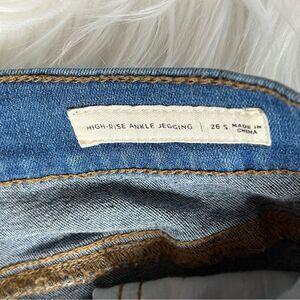 HIGH-RISE ANKLE JEGGING | 26 S MADE IN
CHINA